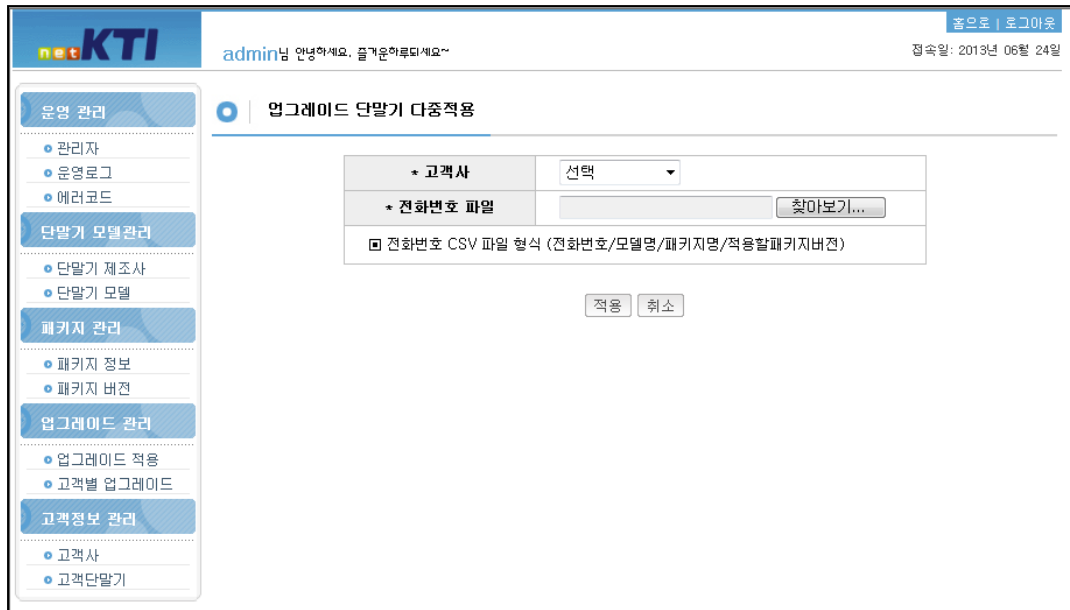 홈으로 | 로그아웃
netKTI
admin님 안녕하세요, 즐거운하루되세요~
접속일: 2013년 06월 24일
운영 관리
관리자
운영로그
에러코드
단말기 모델관리
단말기 제조사
단말기 모델
패키지 관리
패키지 정보
패키지 버전
업그레이드 관리
업그레이드 적용
고객별 업그레이드
고객정보 관리
고객사
고객단말기
업그레이드 단말기 다중적용
* 고객사 선택
* 전화번호 파일 찾아보기...
▣ 전화번호 CSV 파일 형식 (전화번호/모델명/패키지명/적용할패키지버전)
적용 취소